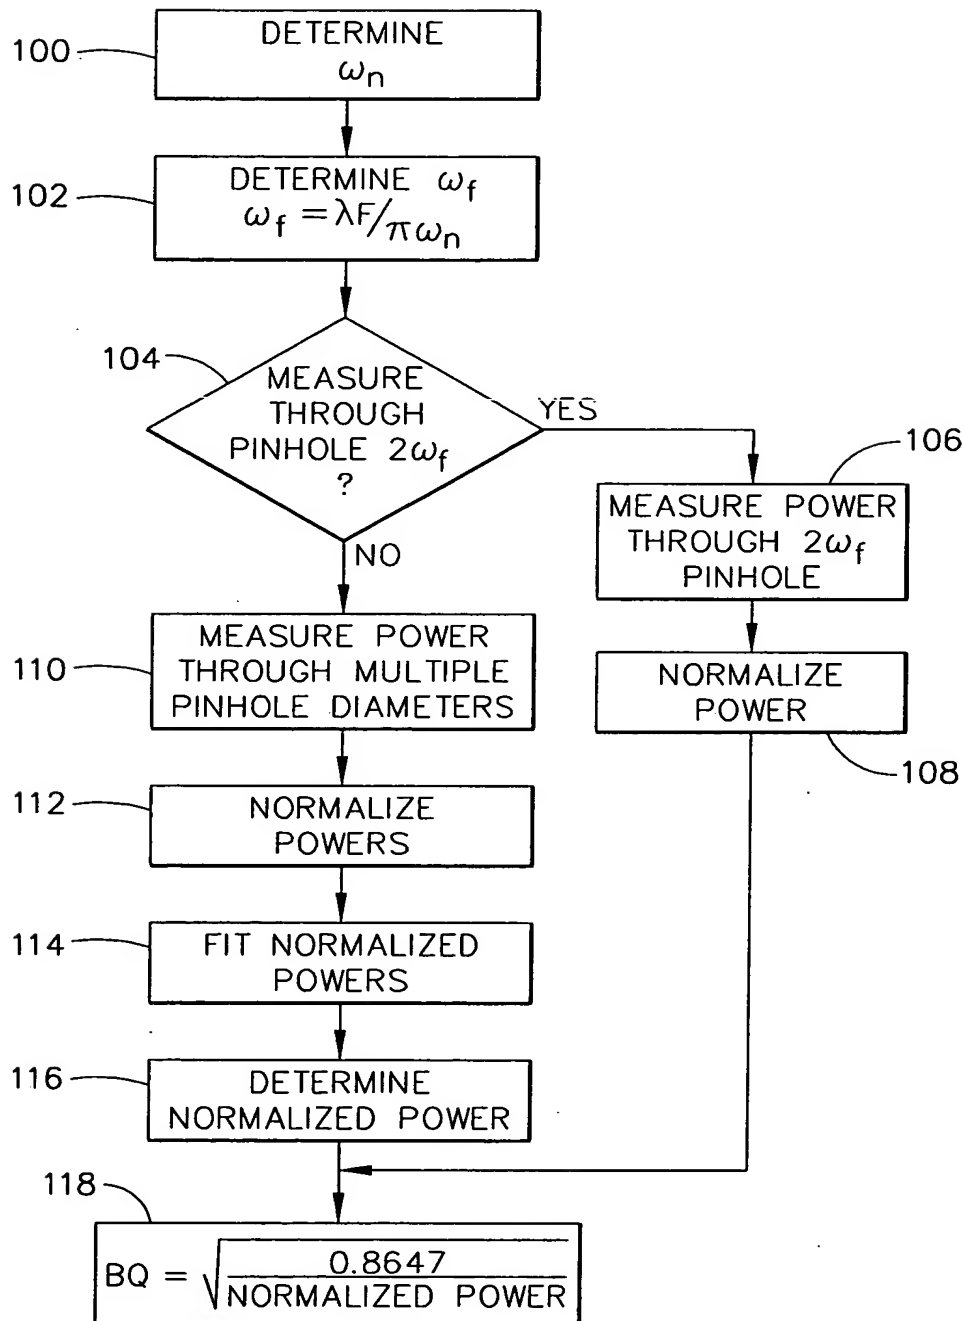 100
DETERMINE
ωn
102
DETERMINE ωf
ωf = λF/πωn
104
MEASURE
THROUGH
PINHOLE 2ωf
?
YES
NO
106
MEASURE POWER
THROUGH 2ωf
PINHOLE
NORMALIZE
POWER
108
110
MEASURE POWER
THROUGH MULTIPLE
PINHOLE DIAMETERS
112
NORMALIZE
POWERS
114
FIT NORMALIZED
POWERS
116
DETERMINE
NORMALIZED POWER
118
BQ = √0.8647/NORMALIZED POWER